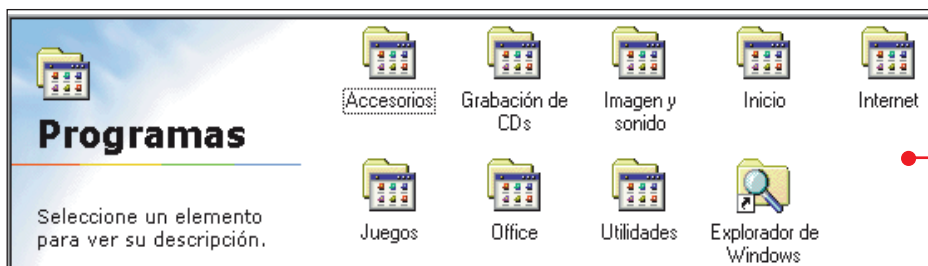 Programas
Seleccione un elemento
para ver su descripción.
Accesorios
Grabación de
CDs
Imagen y
sonido
Inicio
Internet
Juegos
Office
Utilidades
Explorador de
Windows